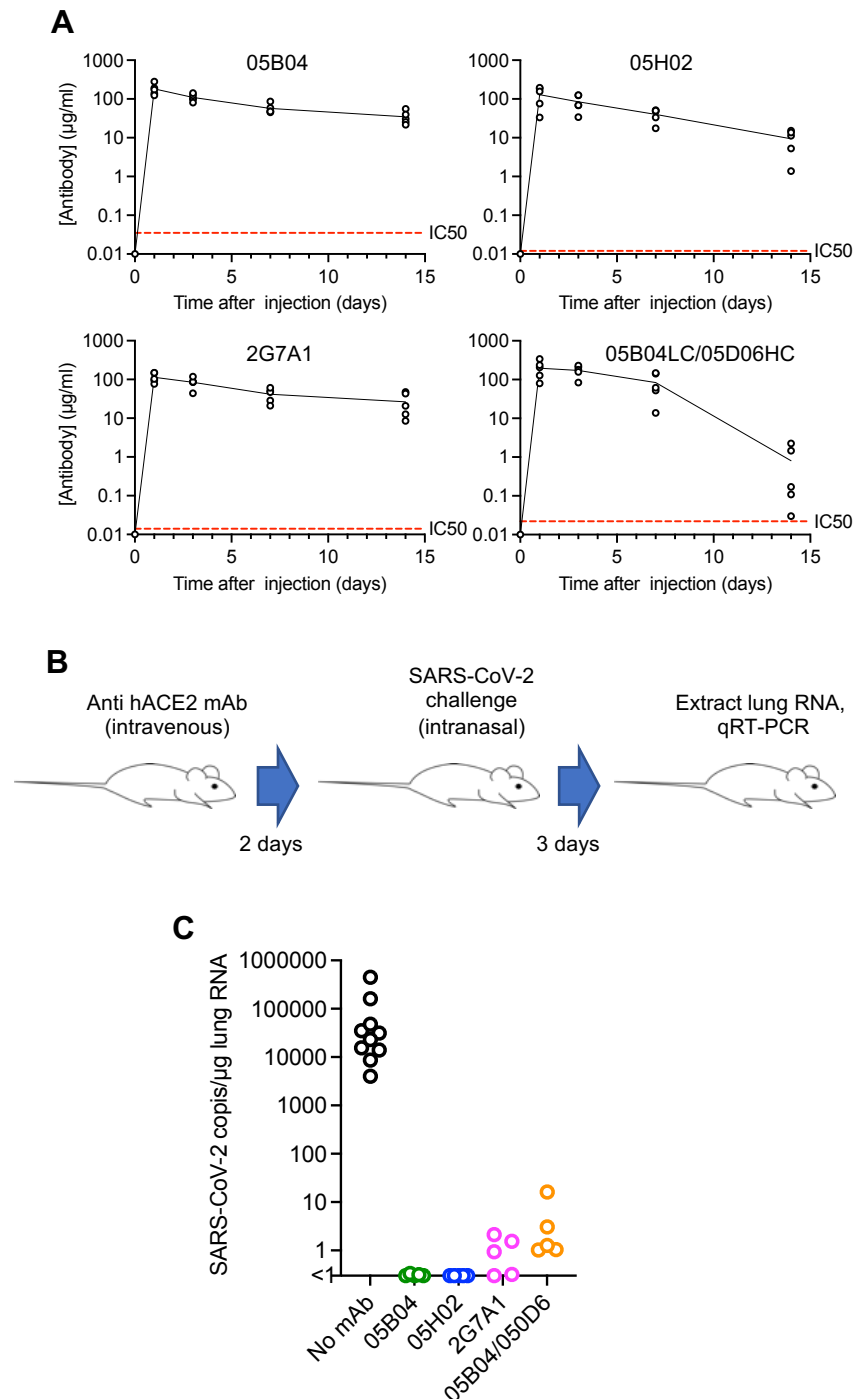 A
05B04
1000
100
10
1
0.1
0.01
[Antibody] (μg/ml)
IC50
0
5
10
15
Time after injection (days)
05H02
1000
100
10
1
0.1
0.01
IC50
0
5
10
15
Time after injection (days)
2G7A1
1000
100
10
1
0.1
0.01
[Antibody] (μg/ml)
IC50
0
5
10
15
Time after injection (days)
05B04LC/05D06HC
1000
100
10
1
0.1
0.01
IC50
0
5
10
15
Time after injection (days)
B
Anti hACE2 mAb
(intravenous)
2 days
SARS-CoV-2
challenge
(intranasal)
3 days
Extract lung RNA,
qRT-PCR
C
SARS-CoV-2 copis/μg lung RNA
1000000
100000
10000
1000
100
10
1
<1
No mAb
05B04
05H02
2G7A1
05B04/050D6